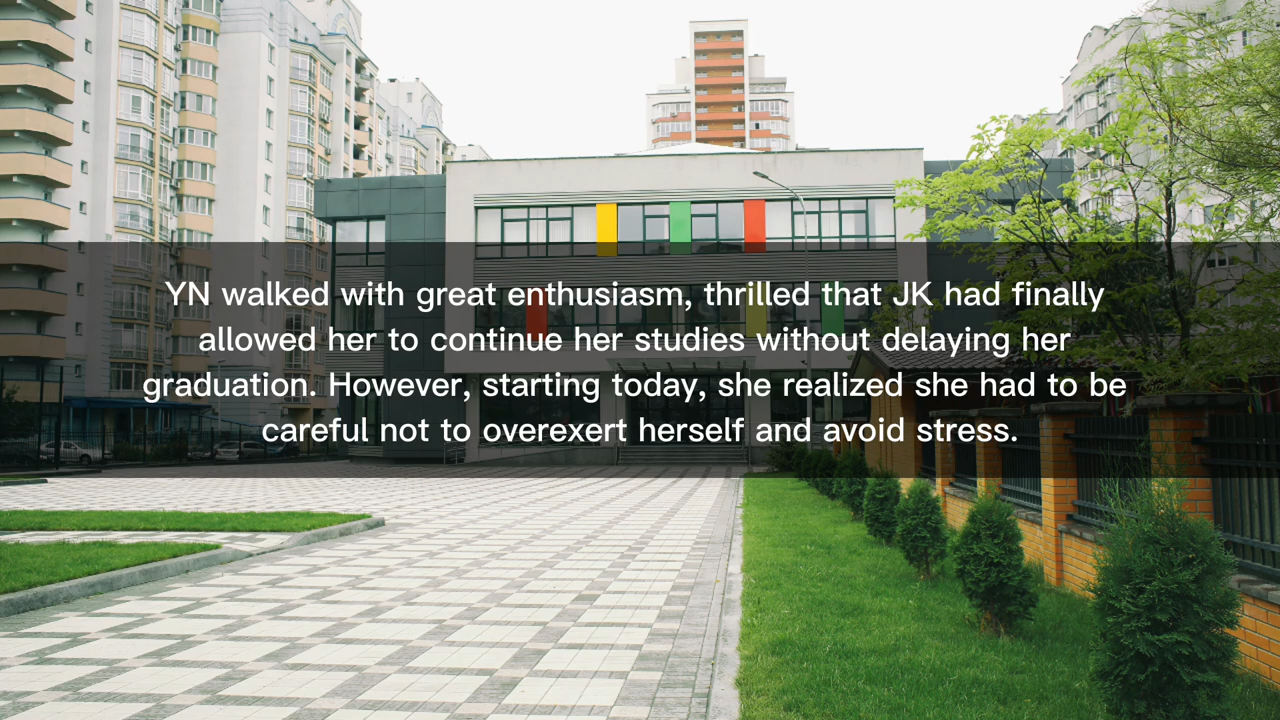 YN walked with great enthusiasm, thrilled that JK had finally
allowed her to continue her studies without delaying her
graduation. However, starting today, she realized she had to be
careful not to overexert herself and avoid stress.